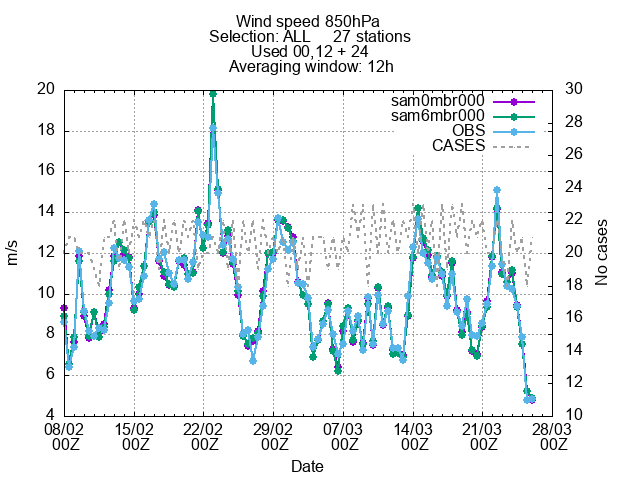 Wind speed 850hPa
Selection: ALL 27 stations
Used 00,12 + 24
Averaging window: 12h
sam0mbr000
sam6mbr000
OBS
CASES
m/s
20
18
16
14
12
10
8
6
4
No cases
30
28
26
24
22
20
18
16
14
12
10
08/02 15/02 22/02 29/02 07/03 14/03 21/03 28/03
00Z 00Z 00Z 00Z 00Z 00Z 00Z 00Z
Date